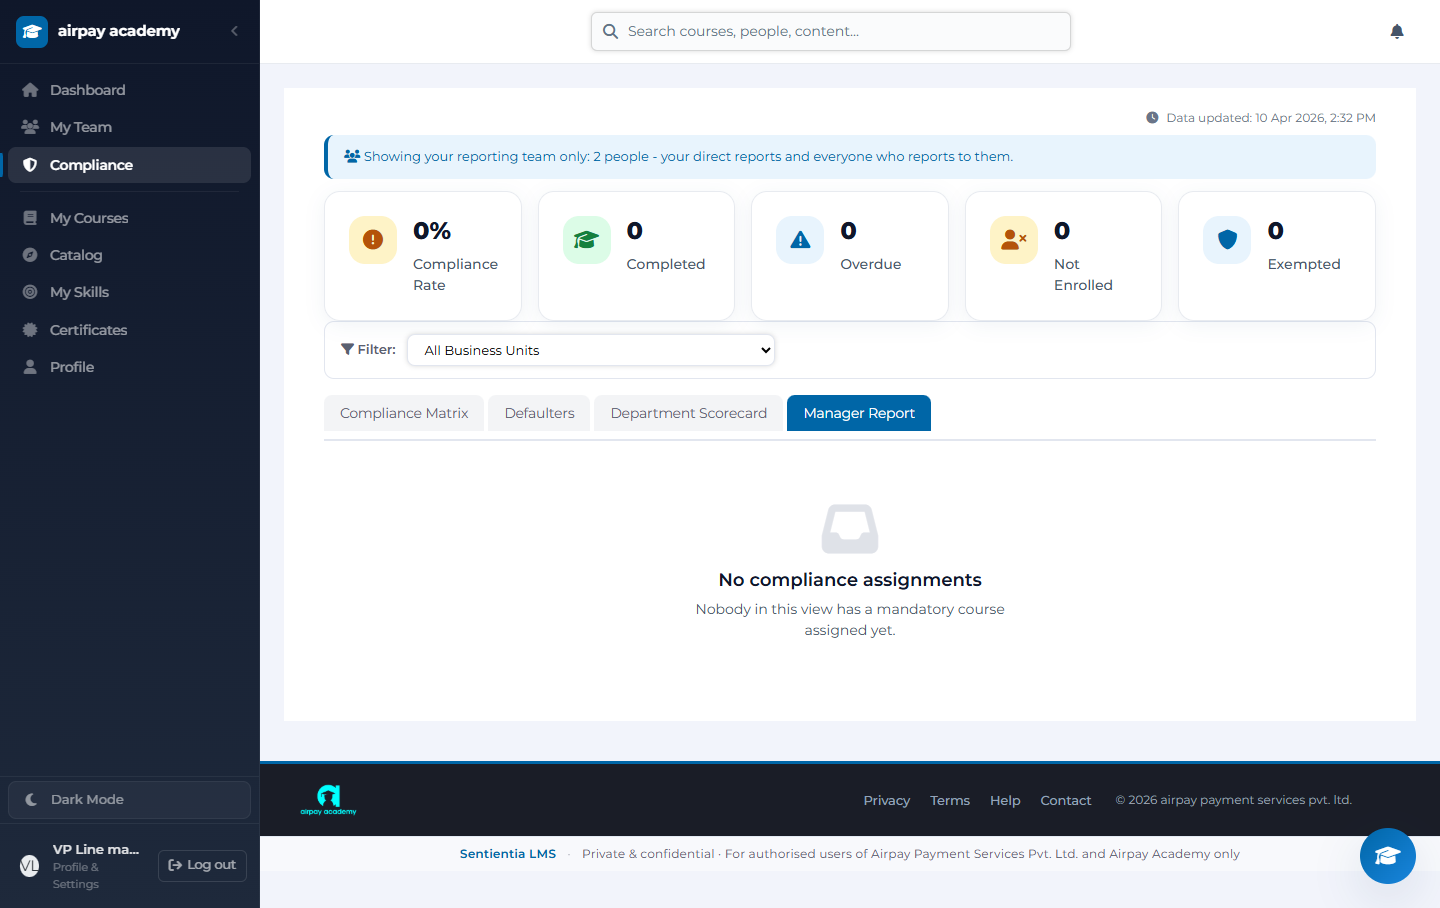 airpay academy
Search courses, people, content...
Dashboard
My Team
Compliance
My Courses
Catalog
My Skills
Certificates
Profile
Data updated: 10 Apr 2026, 2:32 PM
Showing your reporting team only: 2 people - your direct reports and everyone who reports to them.
0%
Compliance
Rate
0
Completed
0
Overdue
0
Not
Enrolled
0
Exempted
Filter:
All Business Units
Compliance Matrix
Defaulters
Department Scorecard
Manager Report
No compliance assignments
Nobody in this view has a mandatory course
assigned yet.
Dark Mode
VL
VP Line ma...
Profile &
Settings
Log out
airpay academy
Privacy
Terms
Help
Contact
© 2026 airpay payment services pvt. ltd.
Sentientia LMS · Private & confidential · For authorised users of Airpay Payment Services Pvt. Ltd. and Airpay Academy only